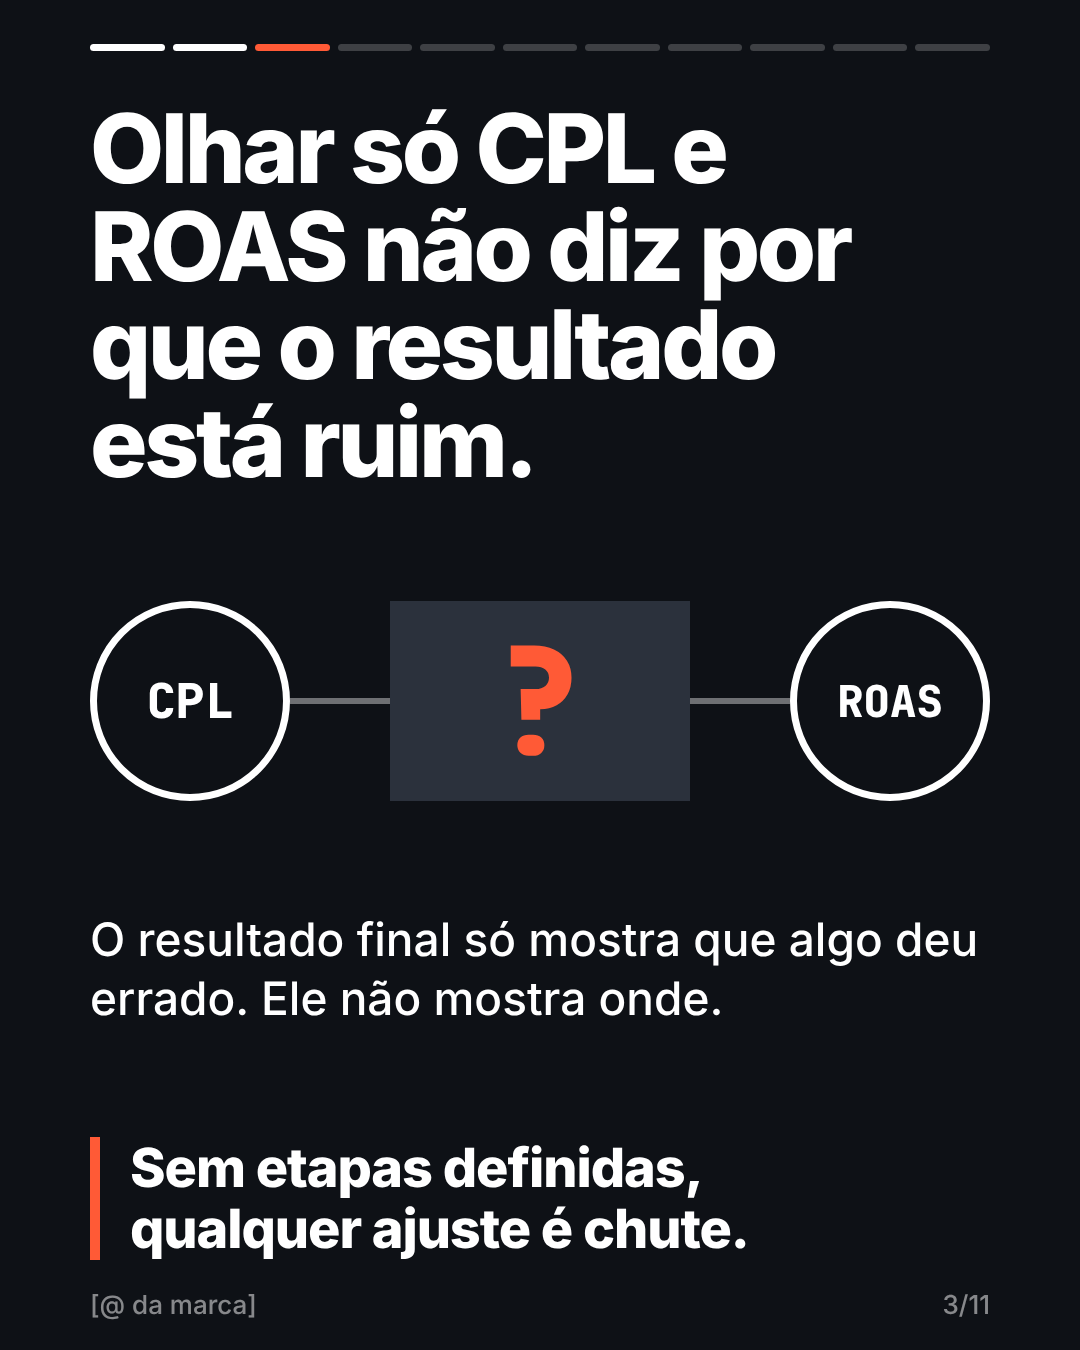 Olhar só CPL e
ROAS não diz por
que o resultado
está ruim.
CPL
?
ROAS
O resultado final só mostra que algo deu
errado. Ele não mostra onde.
Sem etapas definidas,
qualquer ajuste é chute.
[@ da marca]
3/11